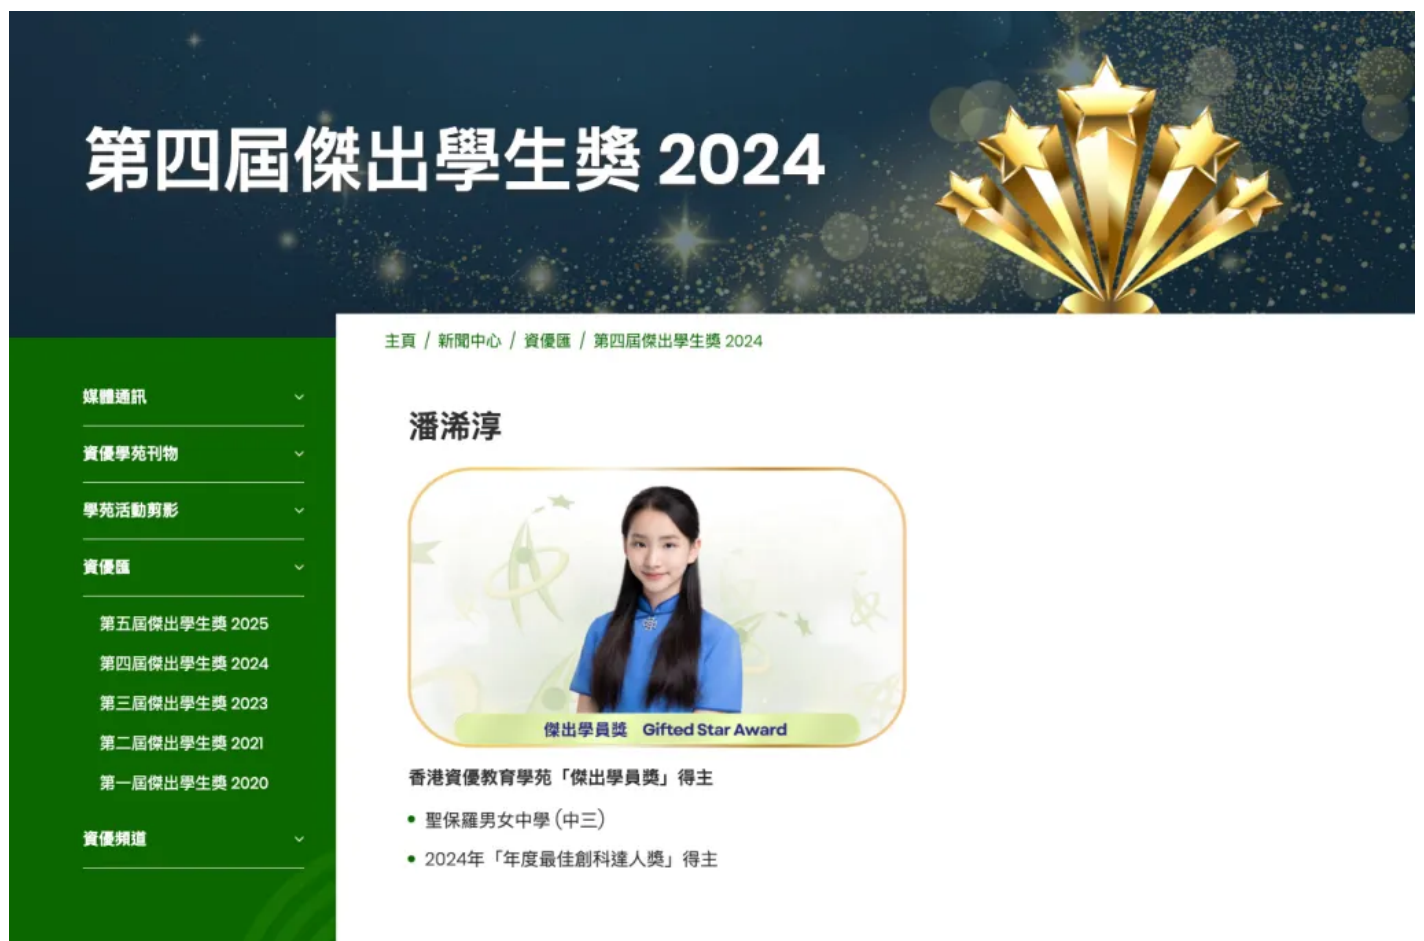 第四屆傑出學生獎 2024
主頁 / 新聞中心 / 資優匯 / 第四屆傑出學生獎 2024
媒體通訊
資優學苑刊物
學苑活動剪影
資優匯
第五屆傑出學生獎 2025
第四屆傑出學生獎 2024
第三屆傑出學生獎 2023
第二屆傑出學生獎 2021
第一屆傑出學生獎 2020
資優頻道
潘浠淳
傑出學員獎 Gifted Star Award
香港資優教育學苑「傑出學員獎」得主
聖保羅男女中學 (中三)
2024年「年度最佳創科達人獎」得主